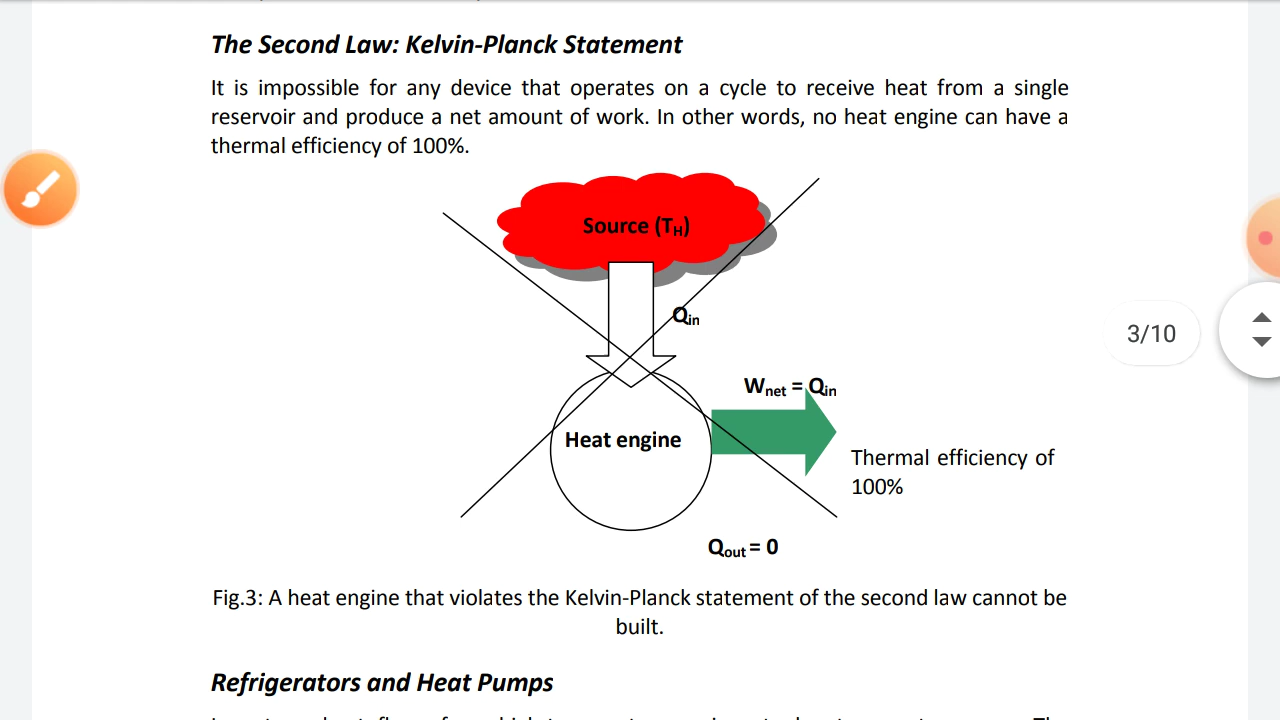 The Second Law: Kelvin-Planck Statement
It is impossible for any device that operates on a cycle to receive heat from a single
reservoir and produce a net amount of work. In other words, no heat engine can have a
thermal efficiency of 100%.
Source (TH)
Qin
Wnet = Qin
Heat engine
Thermal efficiency of
100%
Qout = 0
3/10
Fig.3: A heat engine that violates the Kelvin-Planck statement of the second law cannot be
built.
Refrigerators and Heat Pumps